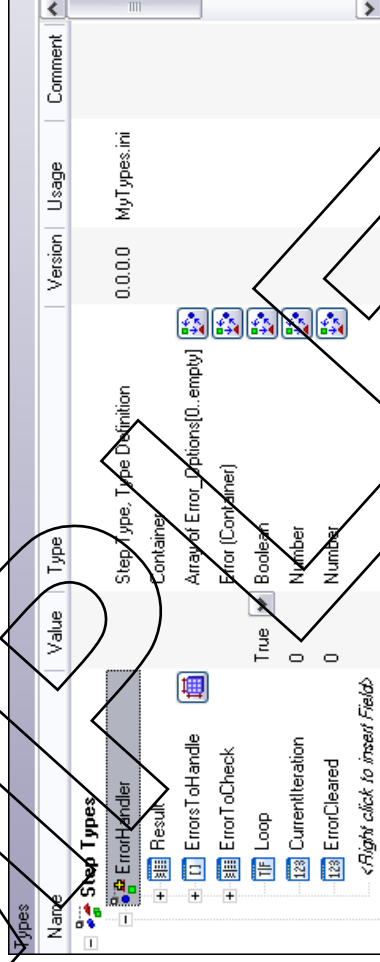 Types
Name Value Type Version Usage Comment
Step Types
ErrorHandler Step Type, Type Definition 0.0.0.0 MyTypes.ini
Result Container
ErrorsToHandle Array of Error_Options[0..empty]
ErrorToCheck Error (Container)
Loop True Boolean
CurrentIteration 0 Number
ErrorCleared 0 Number
<Right click to insert Field>